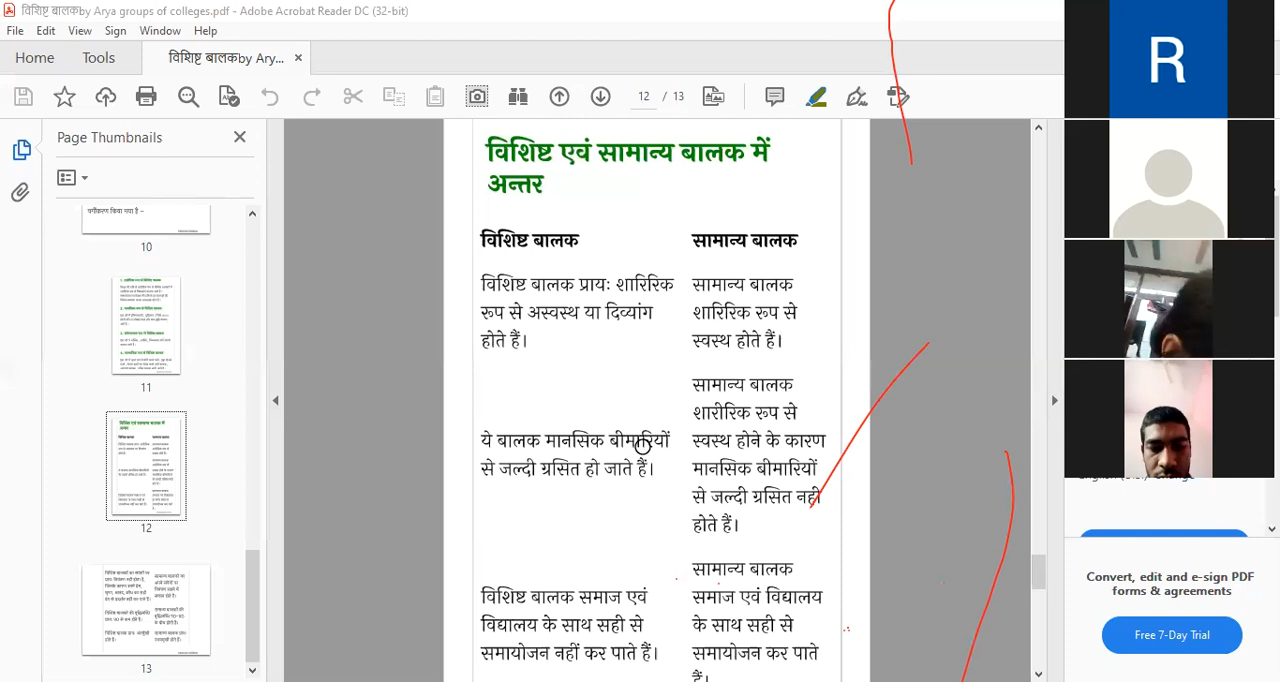 विशिष्ट बालकby Arya groups of colleges.pdf - Adobe Acrobat Reader DC (32-bit)
File Edit View Sign Window Help
Home Tools विशिष्ट बालकby Ary... ×
12 / 13
Page Thumbnails
10
11
12
13
विशिष्ट एवं सामान्य बालक में
अन्तर
विशिष्ट बालक सामान्य बालक
विशिष्ट बालक प्रायः शारिरिक
रूप से अस्वस्थ या दिव्यांग
होते हैं।
सामान्य बालक
शारिरिक रूप से
स्वस्थ होते हैं।
ये बालक मानसिक बीमारियों
से जल्दी ग्रसित हो जाते हैं।
सामान्य बालक
शारीरिक रूप से
स्वस्थ होने के कारण
मानसिक बीमारियों
से जल्दी ग्रसित नही
होते हैं।
विशिष्ट बालक समाज एवं
विद्यालय के साथ सही से
समायोजन नहीं कर पाते हैं।
सामान्य बालक
समाज एवं विद्यालय
के साथ सही से
समायोजन कर पाते
हैं।
R
Convert, edit and e-sign PDF
forms & agreements
Free 7-Day Trial